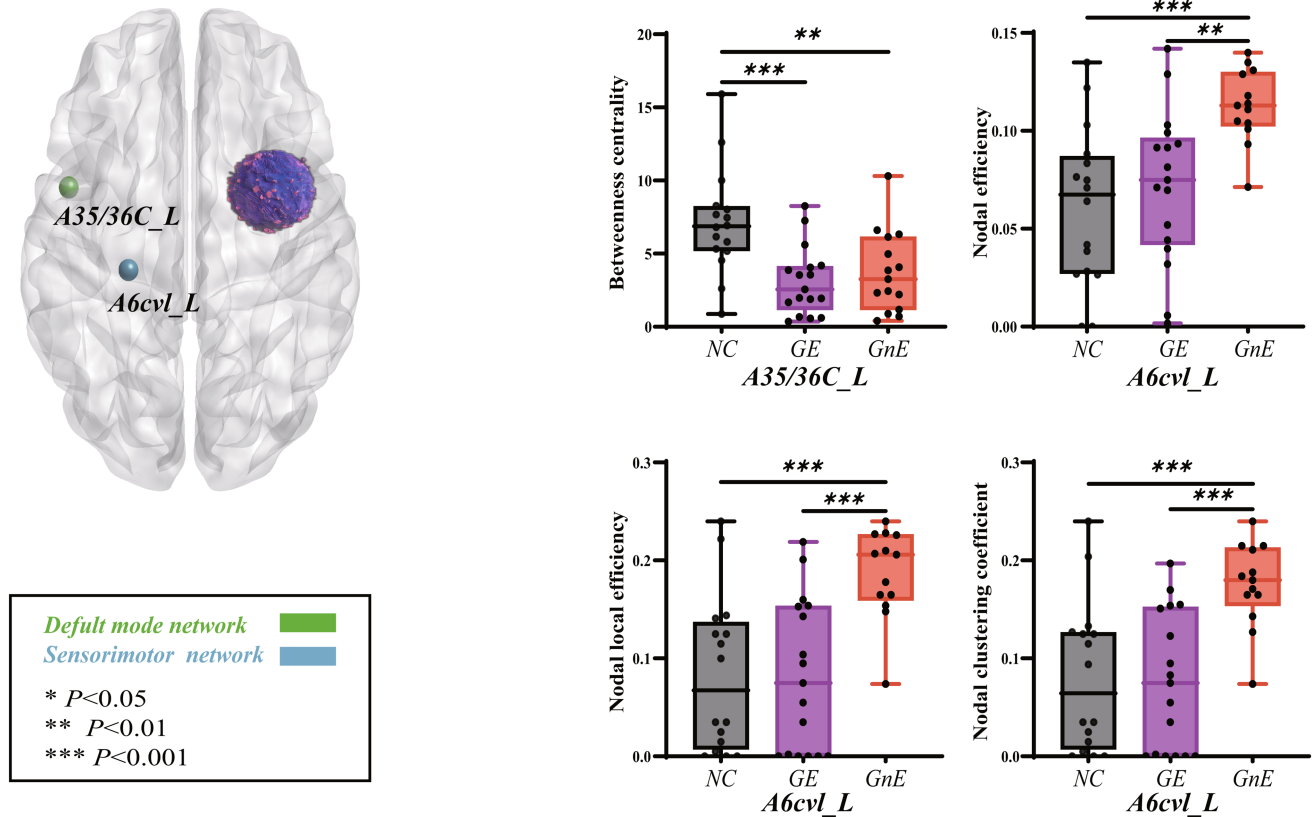 A35/36C_L
A6cvl_L
Defult mode network
Sensorimotor network
* P<0.05
** P<0.01
*** P<0.001
Betweenness centrality
20
15
10
5
0
**
***
NC GE GnE
A35/36C_L
Nodal efficiency
0.15
0.10
0.05
0.00
***
**
NC GE GnE
A6cvl_L
Nodal local efficiency
0.3
0.2
0.1
0.0
***
***
NC GE GnE
A6cvl_L
Nodal clustering coefficient
0.3
0.2
0.1
0.0
***
***
NC GE GnE
A6cvl_L